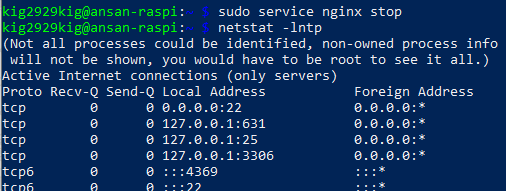 kig2929kig@ansan-raspi:~ $ sudo service nginx stop
kig2929kig@ansan-raspi:~ $ netstat -lntp
(Not all processes could be identified, non-owned process info
 will not be shown, you would have to be root to see it all.)
Active Internet connections (only servers)
Proto Recv-Q Send-Q Local Address           Foreign Address
tcp        0      0 0.0.0.0:22              0.0.0.0:*
tcp        0      0 127.0.0.1:631           0.0.0.0:*
tcp        0      0 127.0.0.1:25            0.0.0.0:*
tcp        0      0 127.0.0.1:3306          0.0.0.0:*
tcp6       0      0 :::4369                 :::*
tcp6       0      0 :::22                   :::*